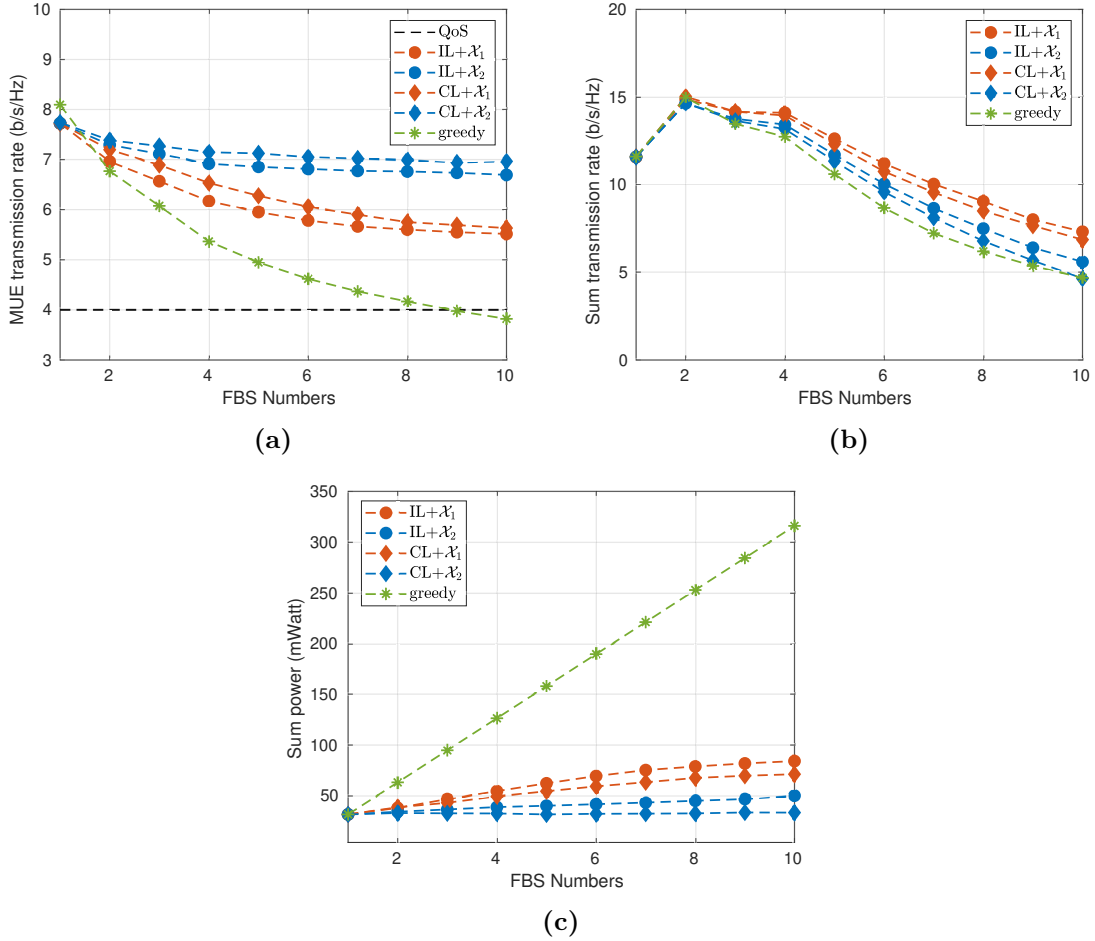 10
9
8
7
6
5
4
3
MUE transmission rate (b/s/Hz)
2 4 6 8 10
FBS Numbers
QoS
IL+𝒳₁
IL+𝒳₂
CL+𝒳₁
CL+𝒳₂
greedy
(a)
20
15
10
5
0
Sum transmission rate (b/s/Hz)
2 4 6 8 10
FBS Numbers
IL+𝒳₁
IL+𝒳₂
CL+𝒳₁
CL+𝒳₂
greedy
(b)
350
300
250
200
150
100
50
Sum power (mWatt)
2 4 6 8 10
FBS Numbers
IL+𝒳₁
IL+𝒳₂
CL+𝒳₁
CL+𝒳₂
greedy
(c)